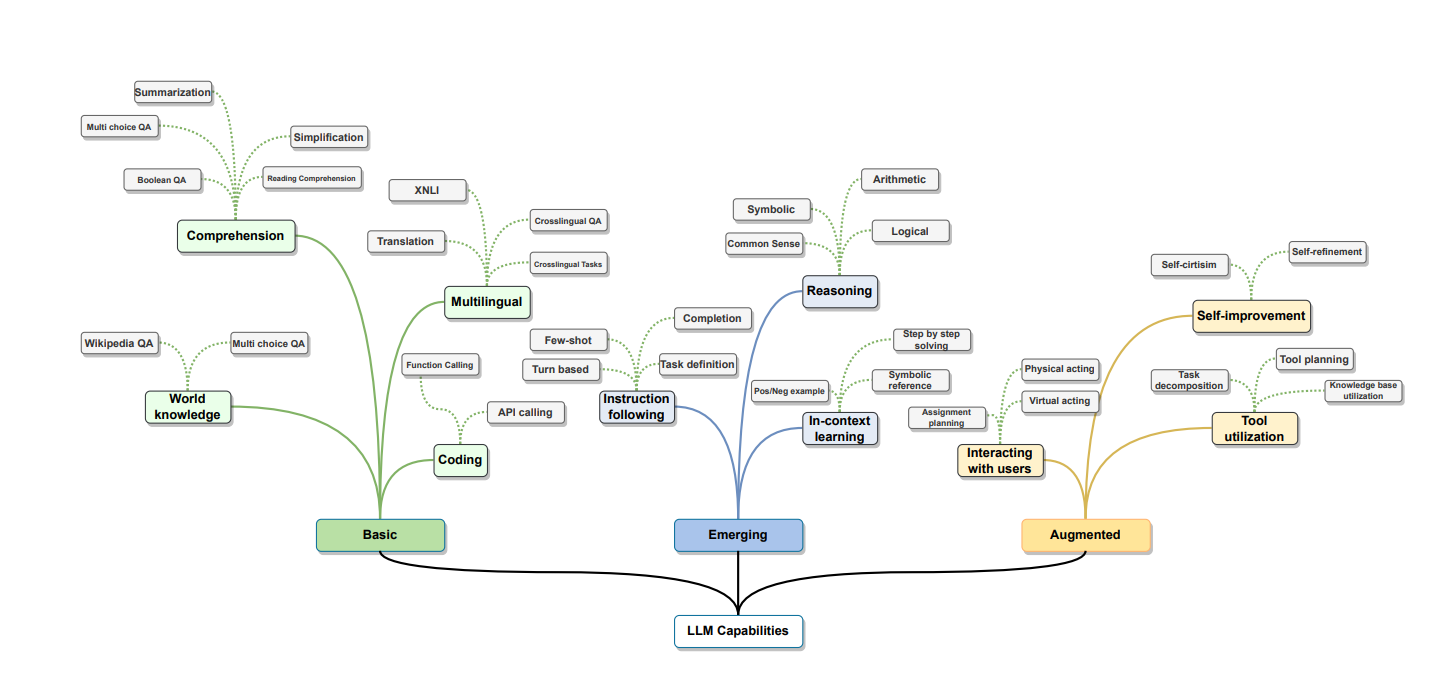 Summarization
Multi choice QA
Simplification
Boolean QA
Reading Comprehension
Comprehension
XNLI
Crosslingual QA
Translation
Crosslingual Tasks
Multilingual
Wikipedia QA
Multi choice QA
World
knowledge
Function Calling
API calling
Coding
Basic
Arithmetic
Symbolic
Logical
Common Sense
Reasoning
Completion
Few-shot
Task definition
Turn based
Instruction
following
Step by step
solving
Symbolic
reference
Pos/Neg example
In-context
learning
Emerging
Self-cirtisim
Self-refinement
Self-improvement
Physical acting
Virtual acting
Assignment
planning
Interacting
with users
Tool planning
Task
decomposition
Knowledge base
utilization
Tool
utilization
Augmented
LLM Capabilities